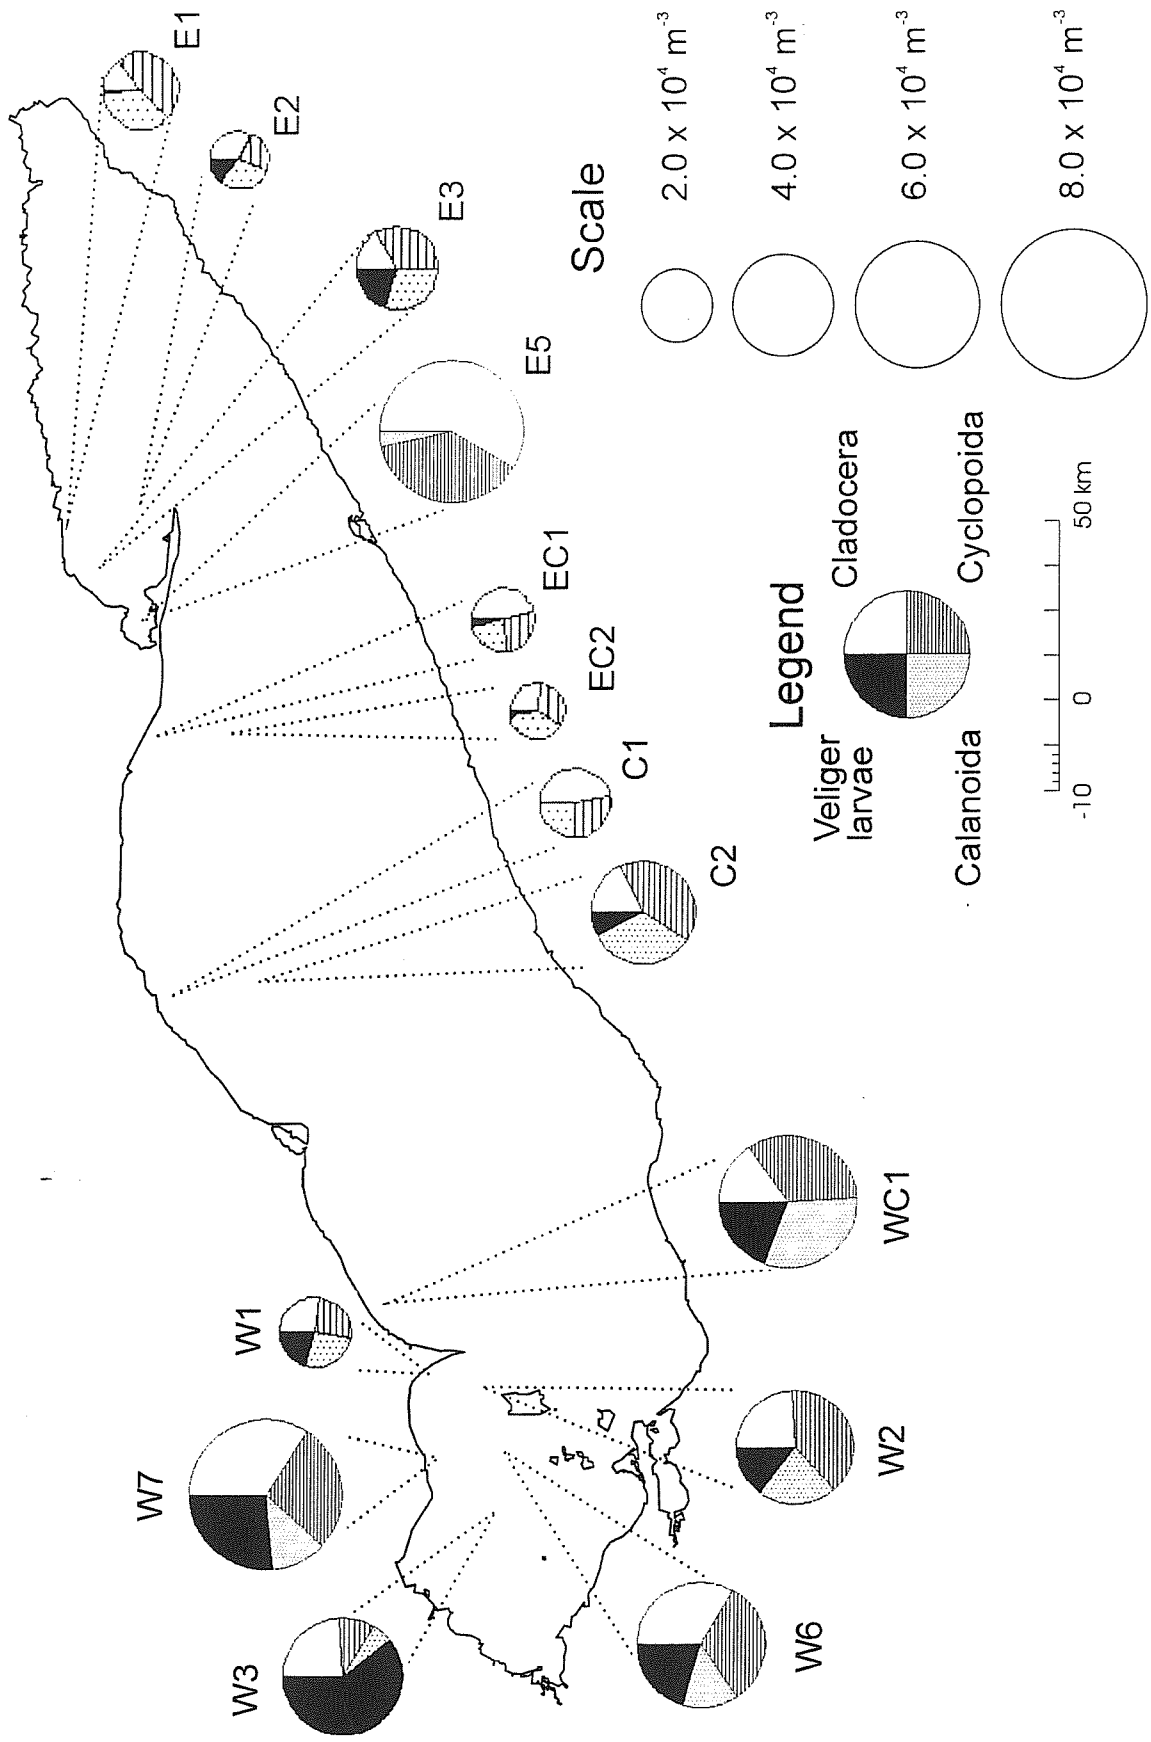 E1
E2
E3
E5
EC1
EC2
C1
C2
WC1
W1
W7
W3
W2
W6
Scale
2.0 x 10⁴ m⁻³
4.0 x 10⁴ m⁻³
6.0 x 10⁴ m⁻³
8.0 x 10⁴ m⁻³
Legend
Veliger
larvae
Cladocera
Calanoida
Cyclopoida
-10 0 50 km